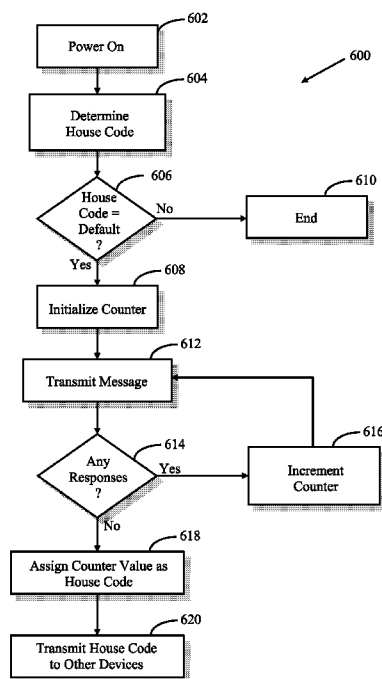 602
Power On
600
604
Determine
House Code
606
610
House
Code =
Default
?
No
End
Yes
608
Initialize Counter
612
Transmit Message
614
616
Any
Responses
?
Yes
Increment
Counter
No
618
Assign Counter Value as
House Code
620
Transmit House Code
to Other Devices